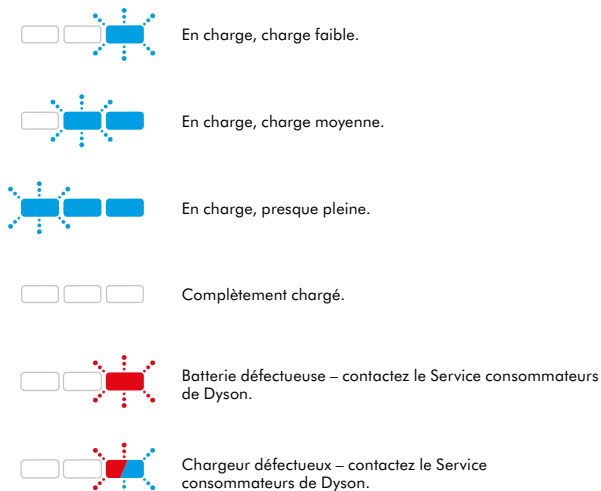 En charge, charge faible.
En charge, charge moyenne.
En charge, presque pleine.
Complètement chargé.
Batterie défectueuse – contactez le Service consommateurs
de Dyson.
Chargeur défectueux – contactez le Service
consommateurs de Dyson.